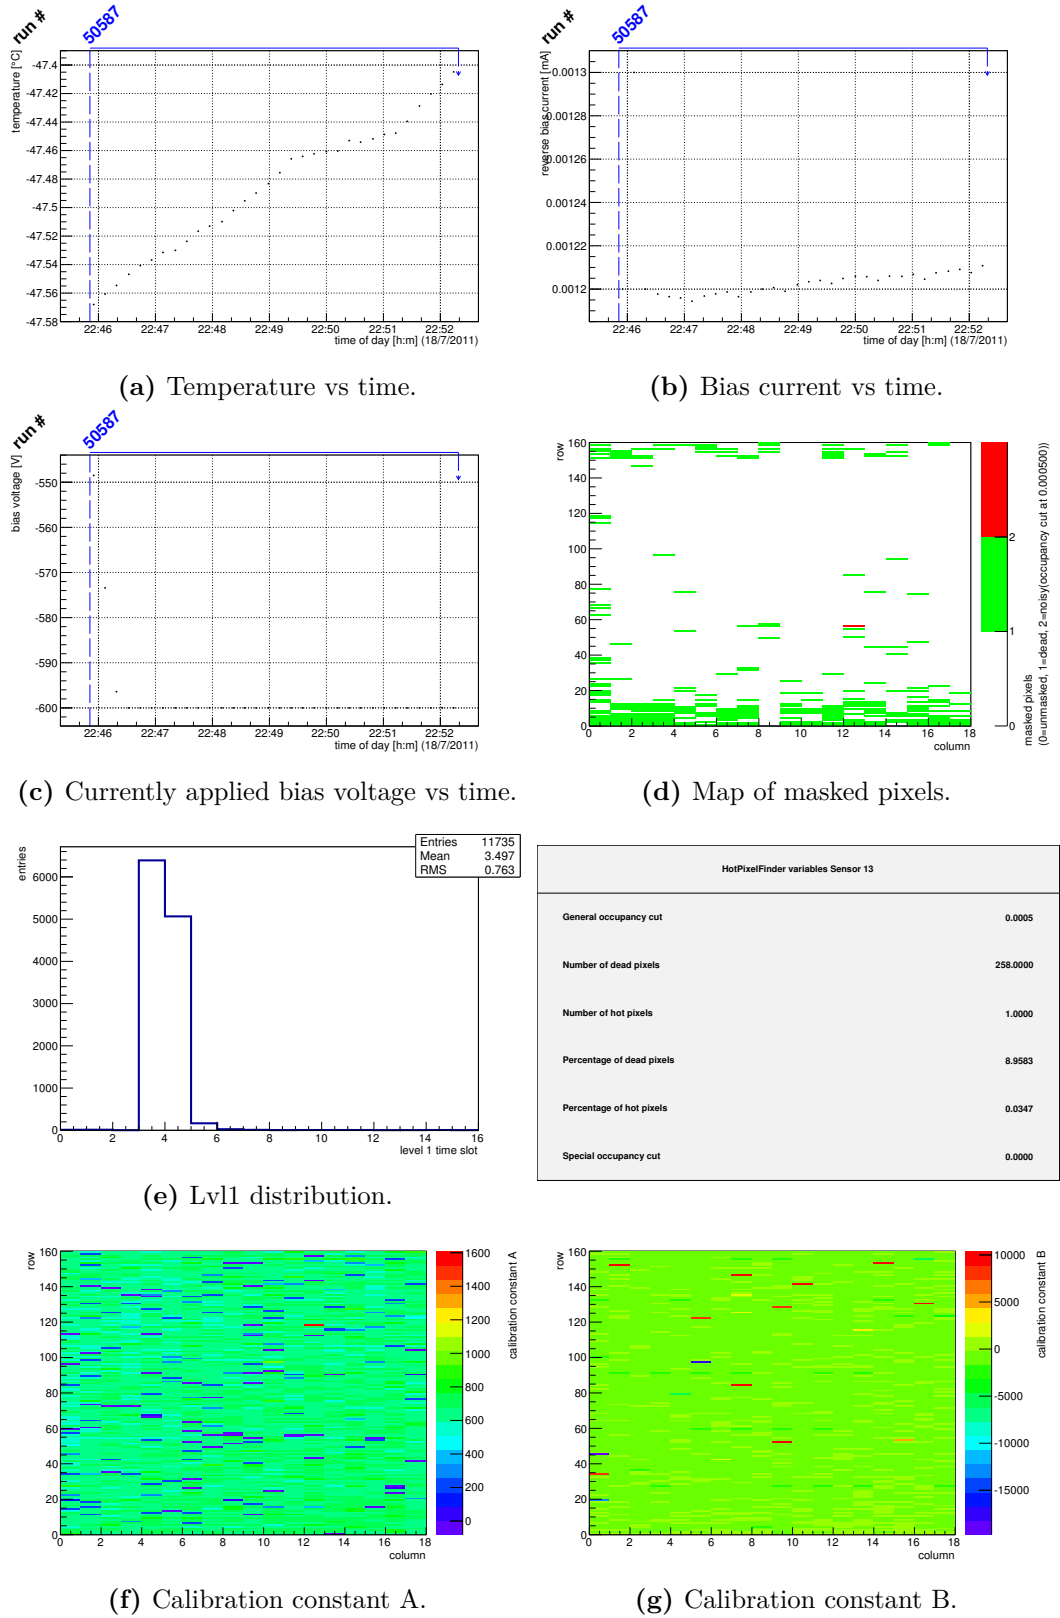 run #
50587
temperature [°C]
-47.4
-47.42
-47.44
-47.46
-47.48
-47.5
-47.52
-47.54
-47.56
-47.58
22:46 22:47 22:48 22:49 22:50 22:51 22:52
time of day [h:m] (18/7/2011)
(a) Temperature vs time.
run #
50587
reverse bias current [mA]
0.0013
0.00128
0.00126
0.00124
0.00122
0.0012
22:46 22:47 22:48 22:49 22:50 22:51 22:52
time of day [h:m] (18/7/2011)
(b) Bias current vs time.
run #
50587
bias voltage [V]
-550
-560
-570
-580
-590
-600
22:46 22:47 22:48 22:49 22:50 22:51 22:52
time of day [h:m] (18/7/2011)
(c) Currently applied bias voltage vs time.
row
160
140
120
100
80
60
40
20
0
0 2 4 6 8 10 12 14 16 18
column
2
1
0
masked pixels
(0=unmasked, 1=dead, 2=noisy(occupancy cut at 0.000500))
(d) Map of masked pixels.
entries
6000
5000
4000
3000
2000
1000
0
0 2 4 6 8 10 12 14 16
level 1 time slot
Entries 11735
Mean 3.497
RMS 0.763
(e) Lvl1 distribution.
HotPixelFinder variables Sensor 13
General occupancy cut 0.0005
Number of dead pixels 258.0000
Number of hot pixels 1.0000
Percentage of dead pixels 8.9583
Percentage of hot pixels 0.0347
Special occupancy cut 0.0000
row
160
140
120
100
80
60
40
20
0
0 2 4 6 8 10 12 14 16 18
column
1600
1400
1200
1000
800
600
400
200
0
calibration constant A
(f) Calibration constant A.
row
160
140
120
100
80
60
40
20
0
0 2 4 6 8 10 12 14 16 18
column
10000
5000
0
-5000
-10000
-15000
calibration constant B
(g) Calibration constant B.